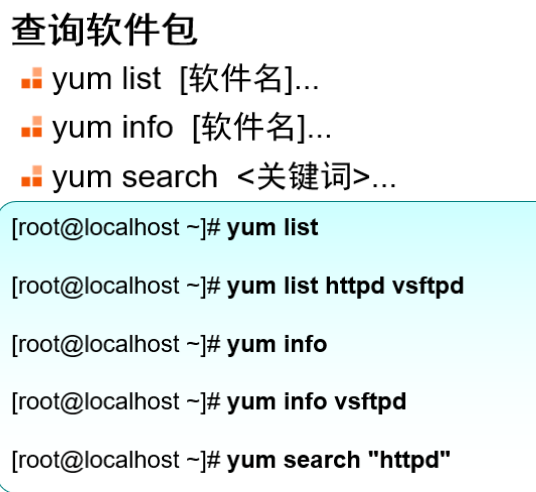 查询软件包
yum list [软件名]...
yum info [软件名]...
yum search <关键词>...
[root@localhost ~]# yum list
[root@localhost ~]# yum list httpd vsftpd
[root@localhost ~]# yum info
[root@localhost ~]# yum info vsftpd
[root@localhost ~]# yum search "httpd"